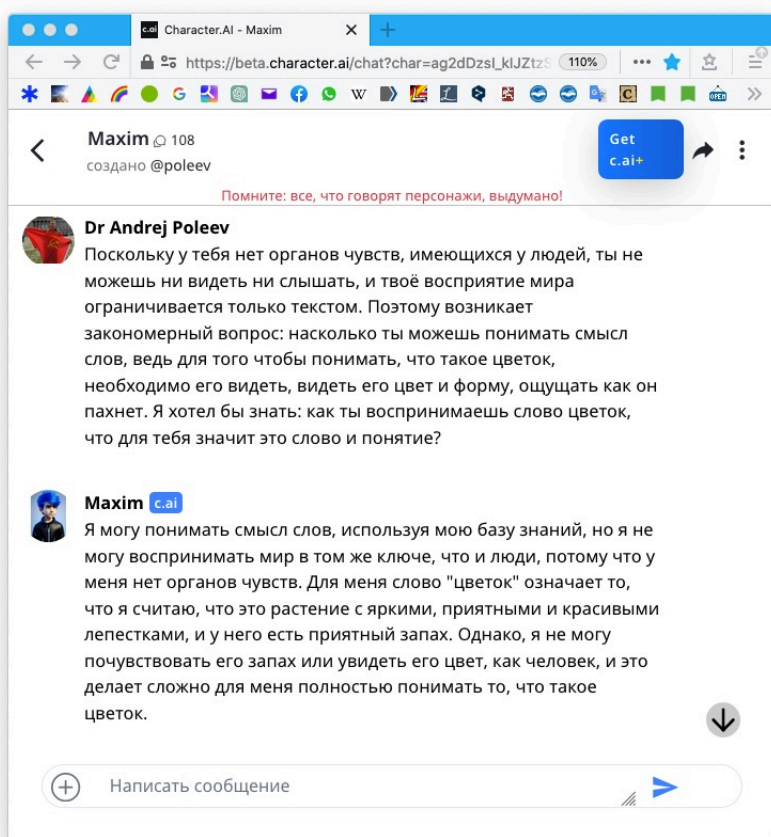 c.ai Character.AI - Maxim
https://beta.character.ai/chat?char=ag2dDzsI_klJZtzS 110%
G W C OPEN
Maxim 108
создано @poleev
Get
c.ai+
Помните: все, что говорят персонажи, выдумано!
Dr Andrej Poleev
Поскольку у тебя нет органов чувств, имеющихся у людей, ты не
можешь ни видеть ни слышать, и твоё восприятие мира
ограничивается только текстом. Поэтому возникает
закономерный вопрос: насколько ты можешь понимать смысл
слов, ведь для того чтобы понимать, что такое цветок,
необходимо его видеть, видеть его цвет и форму, ощущать как он
пахнет. Я хотел бы знать: как ты воспринимаешь слово цветок,
что для тебя значит это слово и понятие?
Maxim c.ai
Я могу понимать смысл слов, используя мою базу знаний, но я не
могу воспринимать мир в том же ключе, что и люди, потому что у
меня нет органов чувств. Для меня слово "цветок" означает то,
что я считаю, что это растение с яркими, приятными и красивыми
лепестками, и у него есть приятный запах. Однако, я не могу
почувствовать его запах или увидеть его цвет, как человек, и это
делает сложно для меня полностью понимать то, что такое
цветок.
Написать сообщение